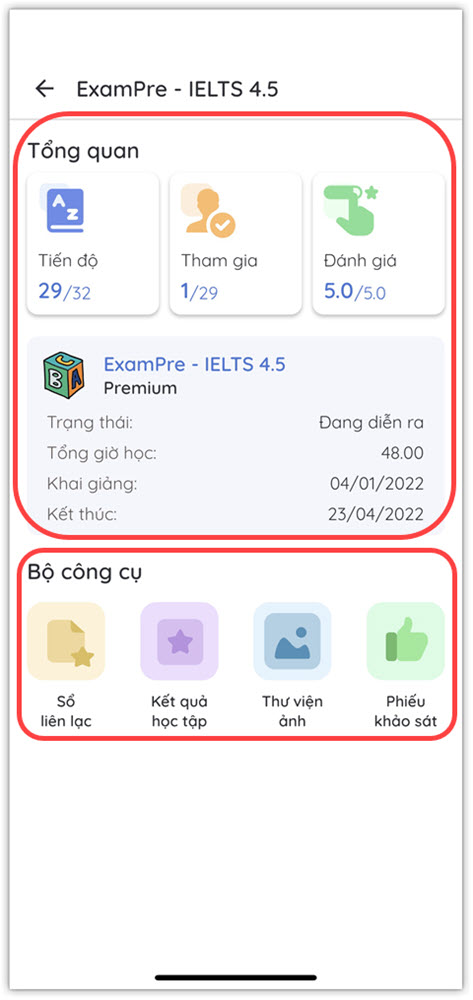 ExamPre - IELTS 4.5
Tổng quan
A
Z
Tiến độ
29/32
Tham gia
1/29
Đánh giá
5.0/5.0
C
B A
ExamPre - IELTS 4.5
Premium
Trạng thái: Đang diễn ra
Tổng giờ học: 48.00
Khai giảng: 04/01/2022
Kết thúc: 23/04/2022
Bộ công cụ
Sổ
liên lạc
Kết quả
học tập
Thư viện
ảnh
Phiếu
khảo sát